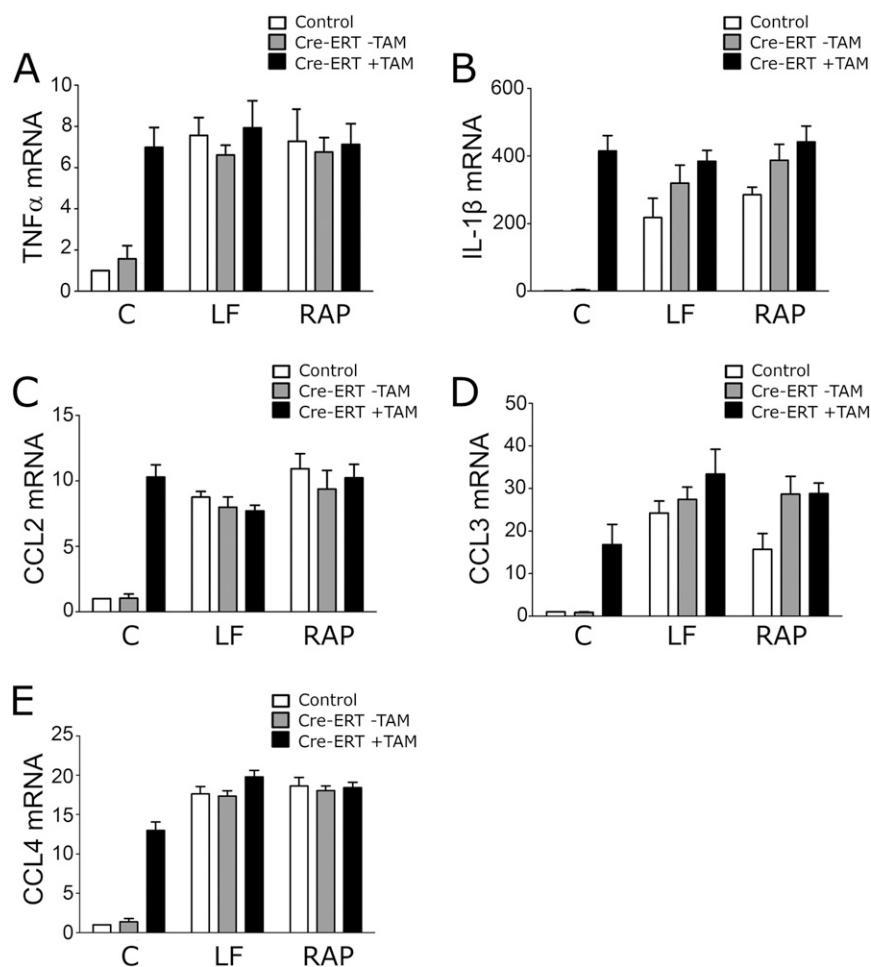 Control
Cre-ERT -TAM
Cre-ERT +TAM
A
TNFα mRNA
10
8
6
4
2
0
C LF RAP
Control
Cre-ERT -TAM
Cre-ERT +TAM
B
IL-1β mRNA
600
400
200
0
C LF RAP
Control
Cre-ERT -TAM
Cre-ERT +TAM
C
CCL2 mRNA
15
10
5
0
C LF RAP
Control
Cre-ERT -TAM
Cre-ERT +TAM
D
CCL3 mRNA
50
40
30
20
10
0
C LF RAP
Control
Cre-ERT -TAM
Cre-ERT +TAM
E
CCL4 mRNA
25
20
15
10
5
0
C LF RAP